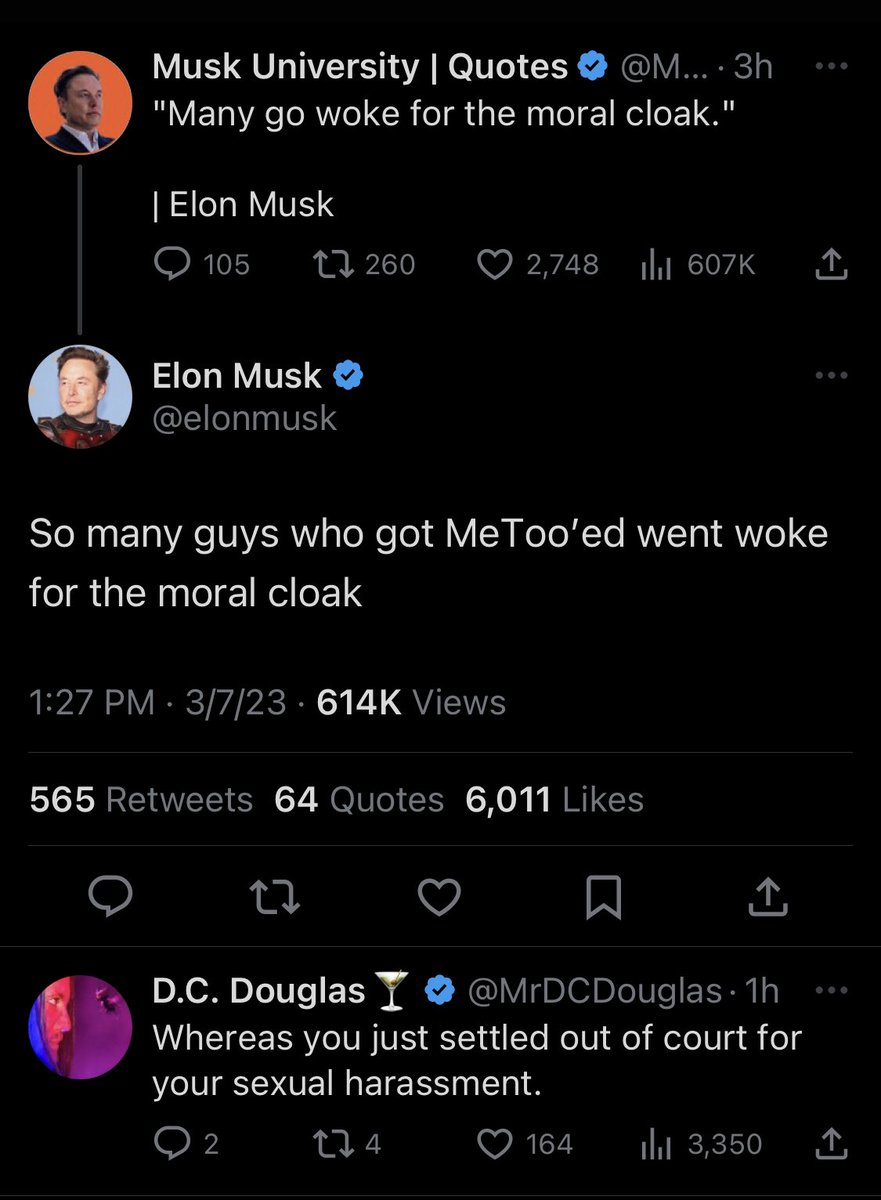 Musk University | Quotes @M... · 3h
"Many go woke for the moral cloak."
| Elon Musk
105 260 2,748 607K
Elon Musk
@elonmusk
So many guys who got MeToo’ed went woke
for the moral cloak
1:27 PM · 3/7/23 · 614K Views
565 Retweets 64 Quotes 6,011 Likes
D.C. Douglas🍸 @MrDCDouglas · 1h
Whereas you just settled out of court for
your sexual harassment.
2 4 164 3,350